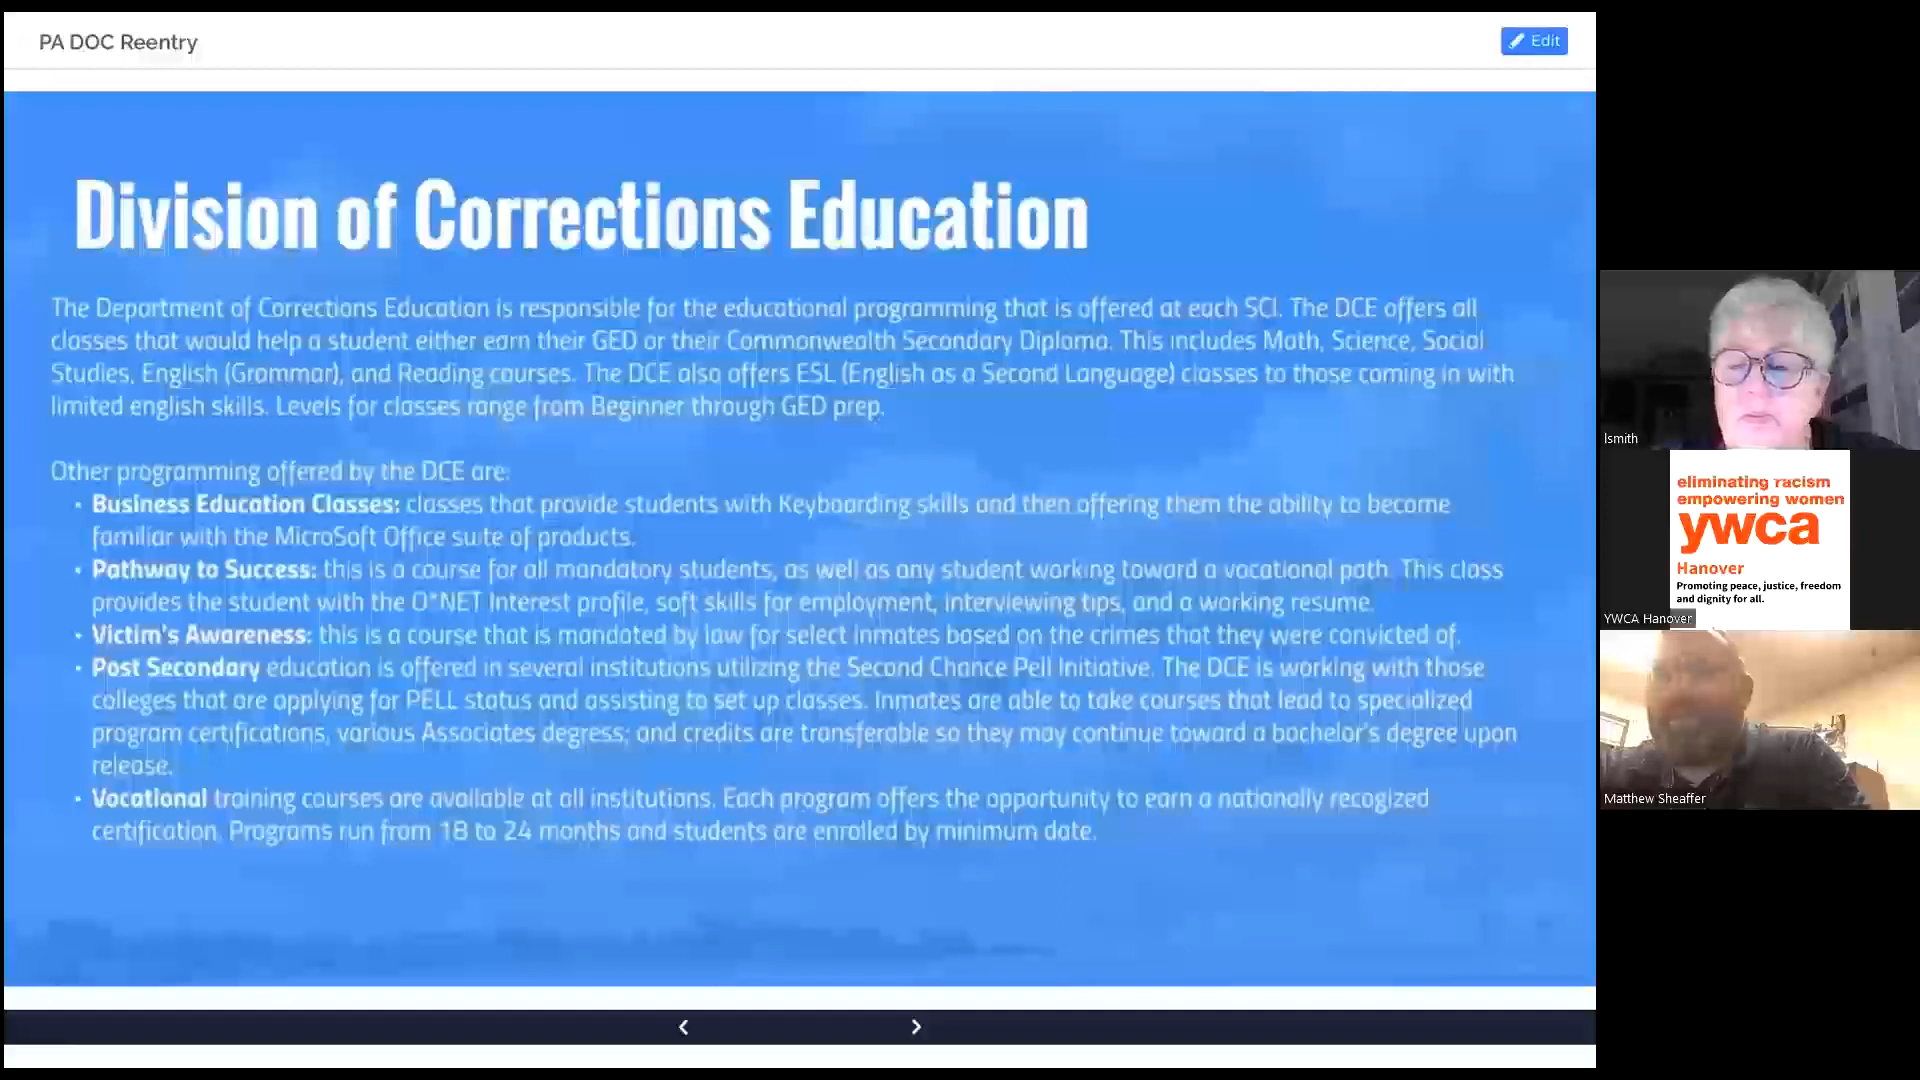 PA DOC Reentry
Edit
Division of Corrections Education
The Department of Corrections Education is responsible for the educational programming that is offered at each SCI. The DCE offers all
classes that would help a student either earn their GED or their Commonwealth Secondary Diploma. This includes Math, Science, Social
Studies, English (Grammar), and Reading courses. The DCE also offers ESL (English as a Second Language) classes to those coming in with
limited english skills. Levels for classes range from Beginner through GED prep.
Other programming offered by the DCE are:
• Business Education Classes: classes that provide students with Keyboarding skills and then offering them the ability to become
familiar with the MicroSoft Office suite of products.
• Pathway to Success: this is a course for all mandatory students, as well as any student working toward a vocational path. This class
provides the student with the O*NET Interest profile, soft skills for employment, interviewing tips, and a working resume.
• Victim's Awareness: this is a course that is mandated by law for select inmates based on the crimes that they were convicted of.
• Post Secondary education is offered in several institutions utilizing the Second Chance Pell Initiative. The DCE is working with those
colleges that are applying for PELL status and assisting to set up classes. Inmates are able to take courses that lead to specialized
program certifications, various Associates degress; and credits are transferable so they may continue toward a bachelor's degree upon
release.
• Vocational training courses are available at all institutions. Each program offers the opportunity to earn a nationally recogized
certification. Programs run from 18 to 24 months and students are enrolled by minimum date.
lsmith
eliminating racism
empowering women
ywca
Hanover
Promoting peace, justice, freedom
and dignity for all.
YWCA Hanover
Matthew Sheaffer